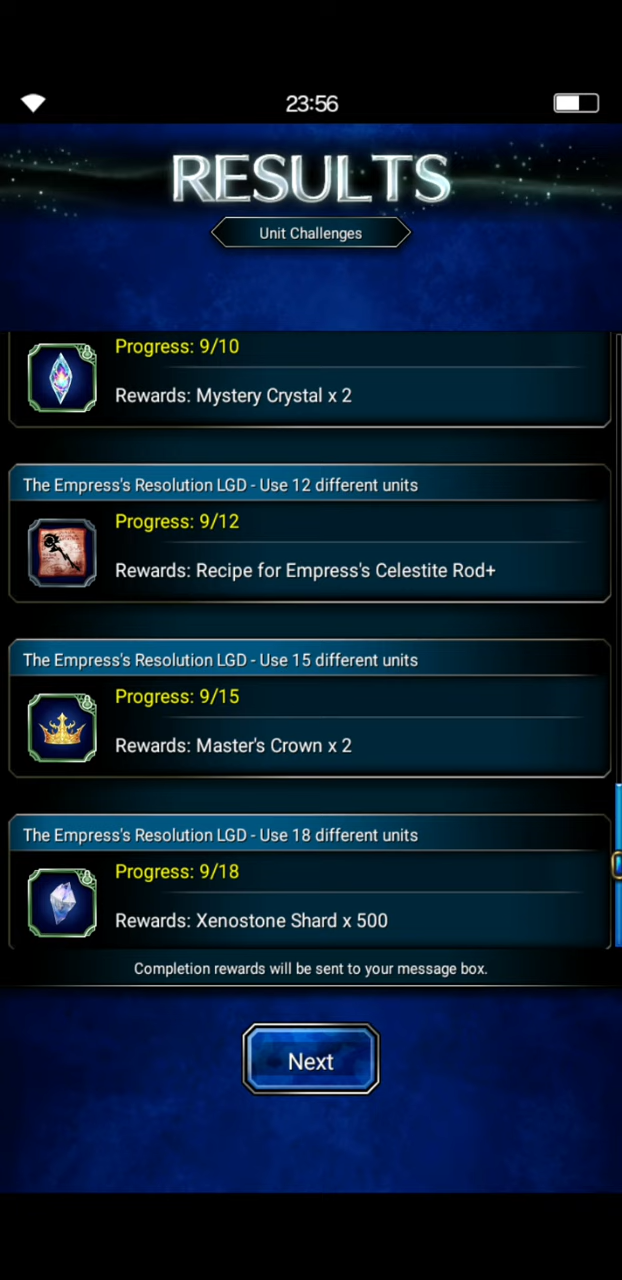 23:56
RESULTS
Unit Challenges
Progress: 9/10
Rewards: Mystery Crystal x 2
The Empress's Resolution LGD - Use 12 different units
Progress: 9/12
Rewards: Recipe for Empress's Celestite Rod+
The Empress's Resolution LGD - Use 15 different units
Progress: 9/15
Rewards: Master's Crown x 2
The Empress's Resolution LGD - Use 18 different units
Progress: 9/18
Rewards: Xenostone Shard x 500
Completion rewards will be sent to your message box.
Next